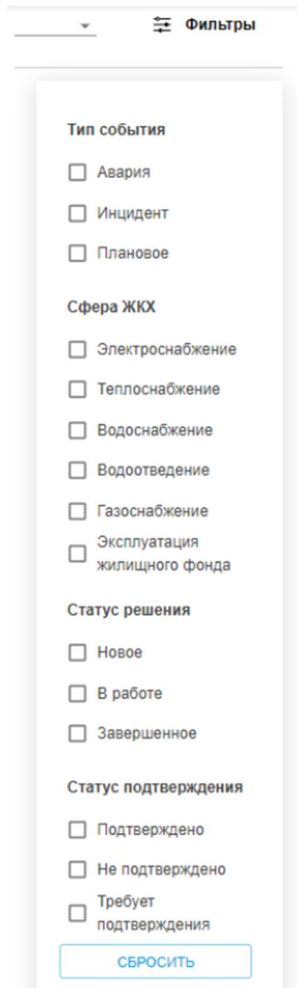 Фильтры
Тип события
Авария
Инцидент
Плановое
Сфера ЖКХ
Электроснабжение
Теплоснабжение
Водоснабжение
Водоотведение
Газоснабжение
Эксплуатация
жилищного фонда
Статус решения
Новое
В работе
Завершенное
Статус подтверждения
Подтверждено
Не подтверждено
Требует
подтверждения
СБРОСИТЬ